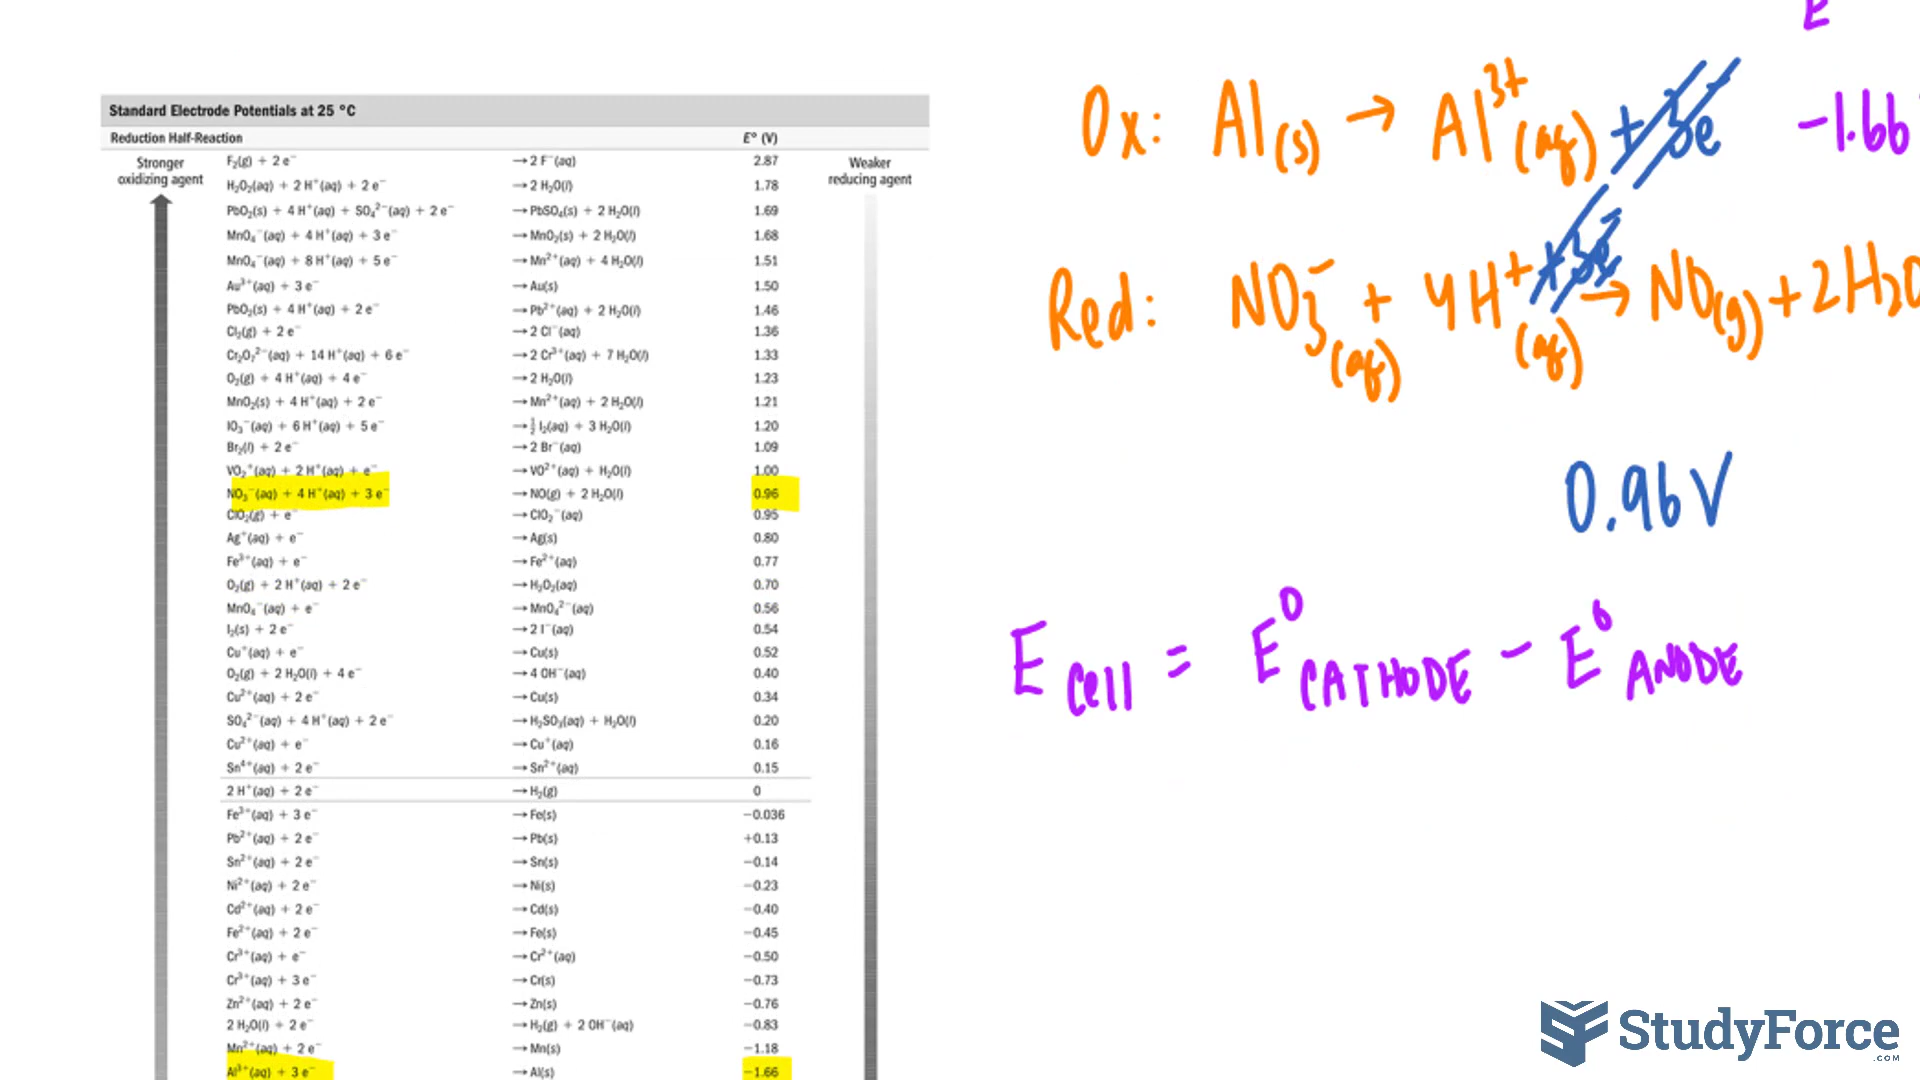 Standard Electrode Potentials at 25 °C
Reduction Half-Reaction E° (V)
Stronger oxidizing agent
Weaker reducing agent
F₂(g) + 2 e⁻ → 2 F⁻(aq) 2.87
H₂O₂(aq) + 2 H⁺(aq) + 2 e⁻ → 2 H₂O(l) 1.78
PbO₂(s) + 4 H⁺(aq) + SO₄²⁻(aq) + 2 e⁻ → PbSO₄(s) + 2 H₂O(l) 1.69
MnO₄⁻(aq) + 4 H⁺(aq) + 3 e⁻ → MnO₂(s) + 2 H₂O(l) 1.68
MnO₄⁻(aq) + 8 H⁺(aq) + 5 e⁻ → Mn²⁺(aq) + 4 H₂O(l) 1.51
Au³⁺(aq) + 3 e⁻ → Au(s) 1.50
PbO₂(s) + 4 H⁺(aq) + 2 e⁻ → Pb²⁺(aq) + 2 H₂O(l) 1.46
Cl₂(g) + 2 e⁻ → 2 Cl⁻(aq) 1.36
Cr₂O₇²⁻(aq) + 14 H⁺(aq) + 6 e⁻ → 2 Cr³⁺(aq) + 7 H₂O(l) 1.33
O₂(g) + 4 H⁺(aq) + 4 e⁻ → 2 H₂O(l) 1.23
MnO₂(s) + 4 H⁺(aq) + 2 e⁻ → Mn²⁺(aq) + 2 H₂O(l) 1.21
IO₃⁻(aq) + 6 H⁺(aq) + 5 e⁻ → ½ I₂(aq) + 3 H₂O(l) 1.20
Br₂(l) + 2 e⁻ → 2 Br⁻(aq) 1.09
VO₂⁺(aq) + 2 H⁺(aq) + e⁻ → VO²⁺(aq) + H₂O(l) 1.00
NO₃⁻(aq) + 4 H⁺(aq) + 3 e⁻ → NO(g) + 2 H₂O(l) 0.96
ClO₂(g) + e⁻ → ClO₂⁻(aq) 0.95
Ag⁺(aq) + e⁻ → Ag(s) 0.80
Fe³⁺(aq) + e⁻ → Fe²⁺(aq) 0.77
O₂(g) + 2 H⁺(aq) + 2 e⁻ → H₂O₂(aq) 0.70
MnO₄⁻(aq) + e⁻ → MnO₄²⁻(aq) 0.56
I₂(s) + 2 e⁻ → 2 I⁻(aq) 0.54
Cu⁺(aq) + e⁻ → Cu(s) 0.52
O₂(g) + 2 H₂O(l) + 4 e⁻ → 4 OH⁻(aq) 0.40
Cu²⁺(aq) + 2 e⁻ → Cu(s) 0.34
SO₄²⁻(aq) + 4 H⁺(aq) + 2 e⁻ → H₂SO₃(aq) + H₂O(l) 0.20
Cu²⁺(aq) + e⁻ → Cu⁺(aq) 0.16
Sn⁴⁺(aq) + 2 e⁻ → Sn²⁺(aq) 0.15
2 H⁺(aq) + 2 e⁻ → H₂(g) 0
Fe³⁺(aq) + 3 e⁻ → Fe(s) −0.036
Pb²⁺(aq) + 2 e⁻ → Pb(s) +0.13
Sn²⁺(aq) + 2 e⁻ → Sn(s) −0.14
Ni²⁺(aq) + 2 e⁻ → Ni(s) −0.23
Cd²⁺(aq) + 2 e⁻ → Cd(s) −0.40
Fe²⁺(aq) + 2 e⁻ → Fe(s) −0.45
Cr³⁺(aq) + e⁻ → Cr²⁺(aq) −0.50
Cr³⁺(aq) + 3 e⁻ → Cr(s) −0.73
Zn²⁺(aq) + 2 e⁻ → Zn(s) −0.76
2 H₂O(l) + 2 e⁻ → H₂(g) + 2 OH⁻(aq) −0.83
Mn²⁺(aq) + 2 e⁻ → Mn(s) −1.18
Al³⁺(aq) + 3 e⁻ → Al(s) −1.66
E
Ox: Al(s) → Al³⁺(aq) + 3e⁻ -1.66
Red: NO₃⁻(aq) + 4H⁺(aq) + 3e⁻ → NO(g) + 2H₂O
0.96 V
E cell = E⁰ CATHODE - E⁰ ANODE
StudyForce
.COM